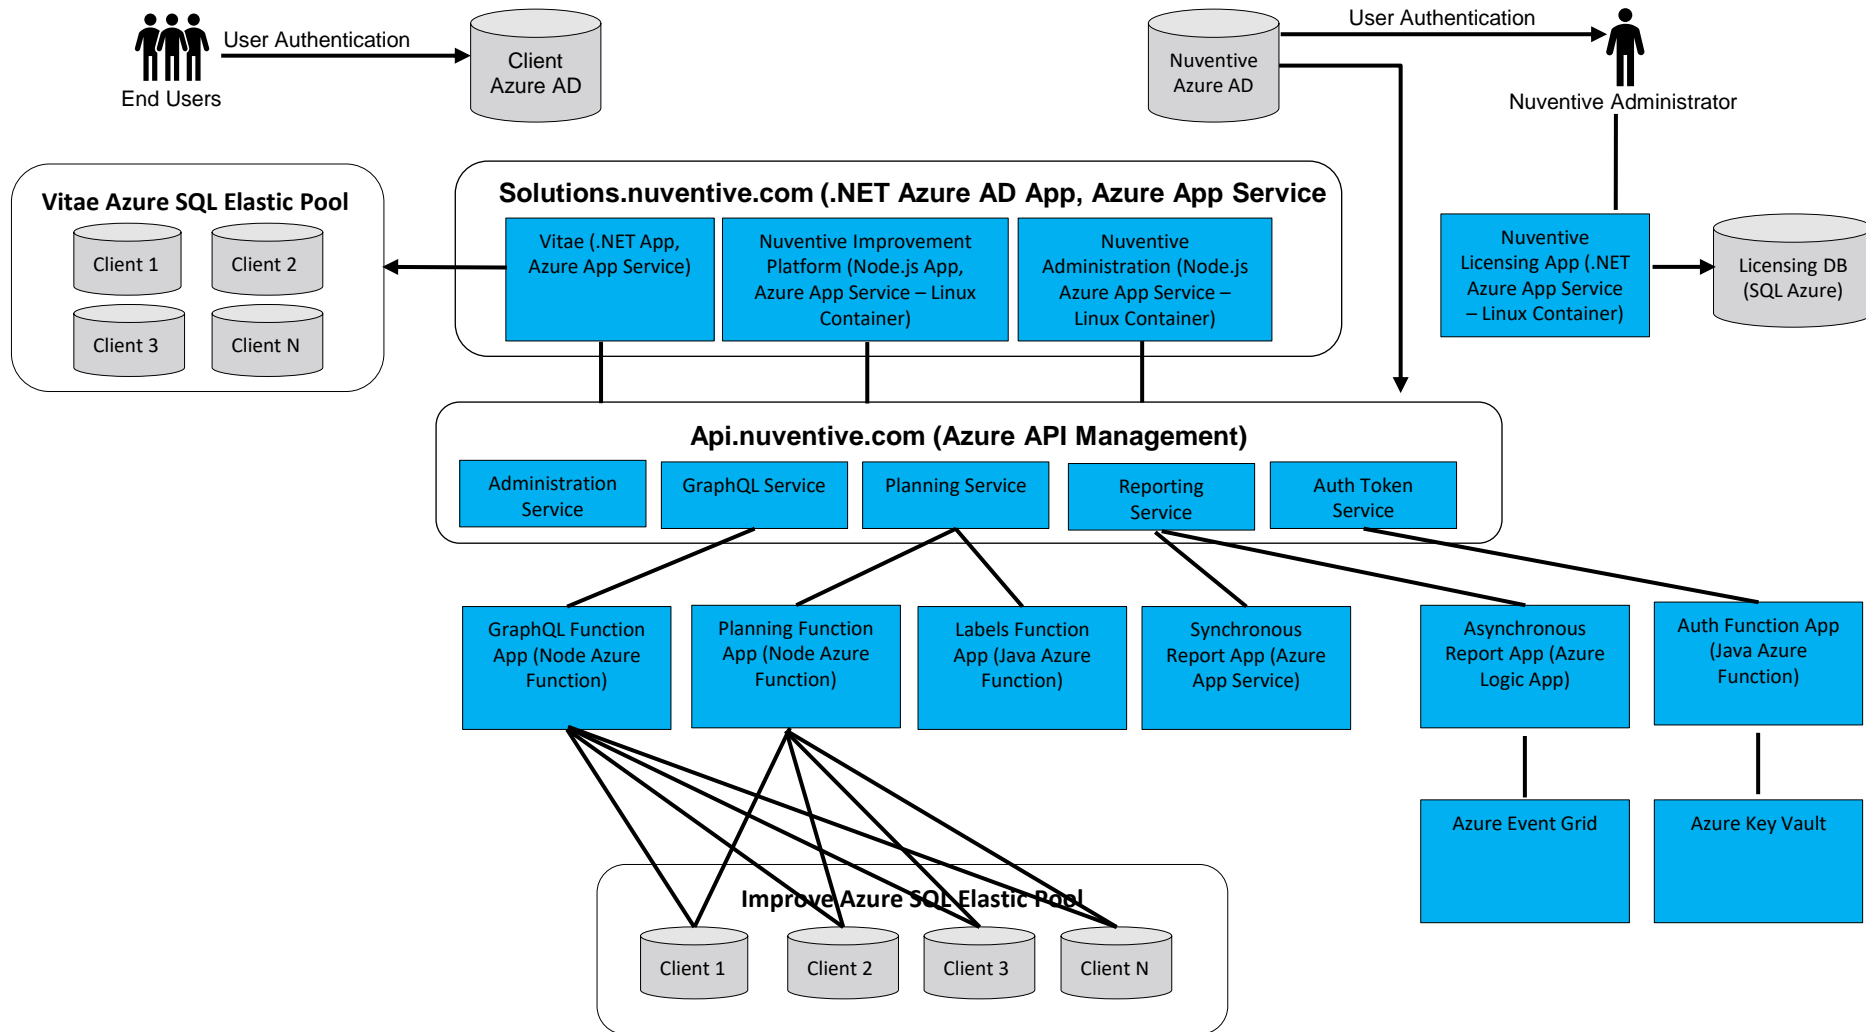 User Authentication
End Users
Client
Azure AD
Nuventive
Azure AD
User Authentication
Nuventive Administrator
Vitae Azure SQL Elastic Pool
Client 1
Client 2
Client 3
Client N
Solutions.nuventive.com (.NET Azure AD App, Azure App Service
Vitae (.NET App,
Azure App Service)
Nuventive Improvement
Platform (Node.js App,
Azure App Service – Linux
Container)
Nuventive
Administration (Node.js
Azure App Service –
Linux Container)
Nuventive
Licensing App (.NET
Azure App Service
– Linux Container)
Licensing DB
(SQL Azure)
Api.nuventive.com (Azure API Management)
Administration
Service
GraphQL Service
Planning Service
Reporting
Service
Auth Token
Service
GraphQL Function
App (Node Azure
Function)
Planning Function
App (Node Azure
Function)
Labels Function
App (Java Azure
Function)
Synchronous
Report App (Azure
App Service)
Asynchronous
Report App (Azure
Logic App)
Auth Function App
(Java Azure
Function)
Azure Event Grid
Azure Key Vault
Improve Azure SQL Elastic Pool
Client 1
Client 2
Client 3
Client N